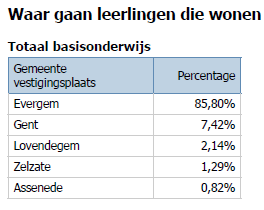 Waar gaan leerlingen die wonen
Totaal basisonderwijs
Gemeente
vestigingsplaats Percentage
Evergem 85,80%
Gent 7,42%
Lovendegem 2,14%
Zelzate 1,29%
Assenede 0,82%